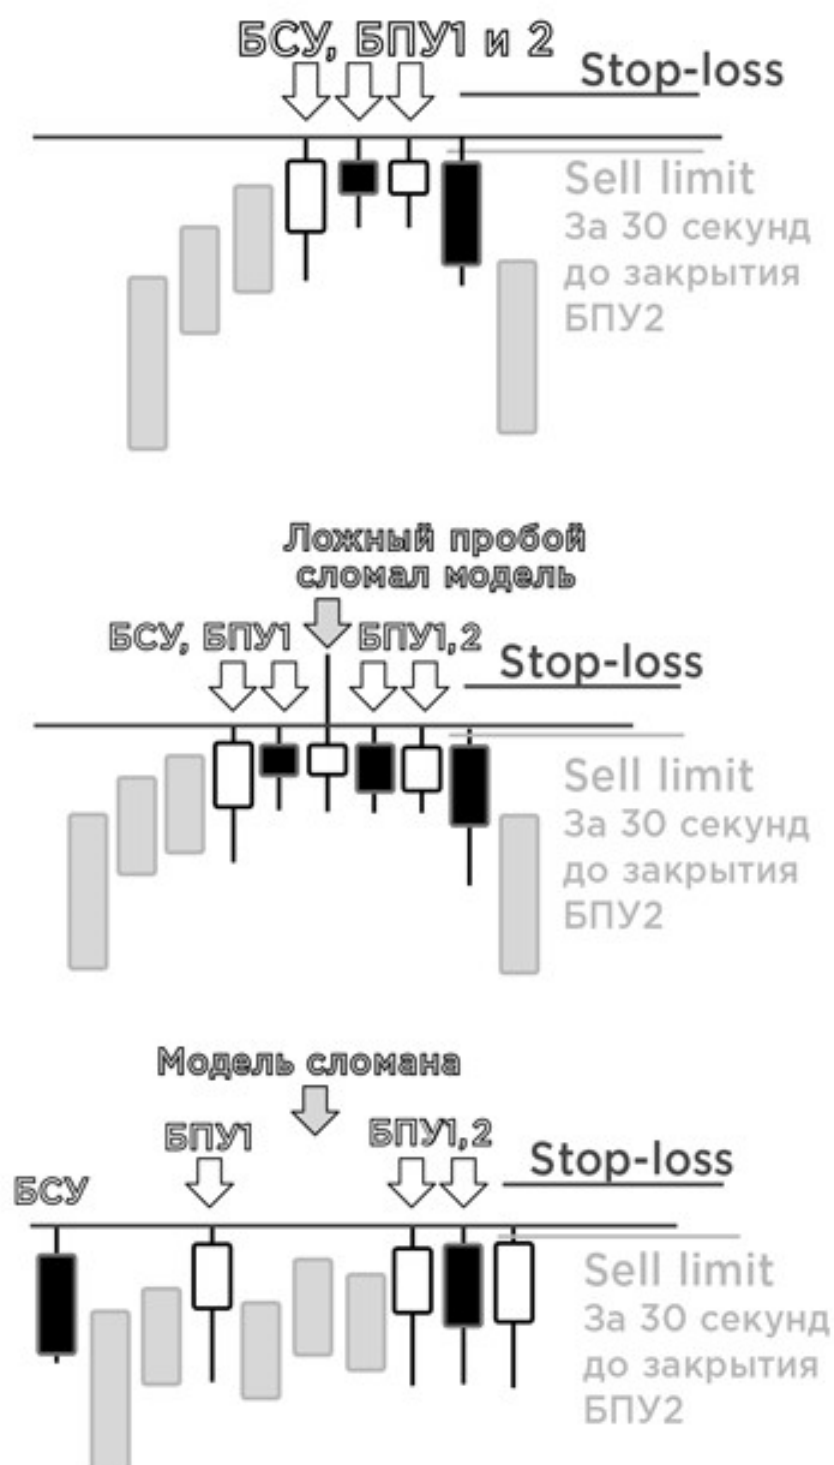 БСУ, БПУ1 и 2
Stop-loss
Sell limit
За 30 секунд
до закрытия
БПУ2
Ложный пробой
сломал модель
БСУ, БПУ1
БПУ1,2
Stop-loss
Sell limit
За 30 секунд
до закрытия
БПУ2
Модель сломана
БПУ1
БПУ1,2
Stop-loss
БСУ
Sell limit
За 30 секунд
до закрытия
БПУ2